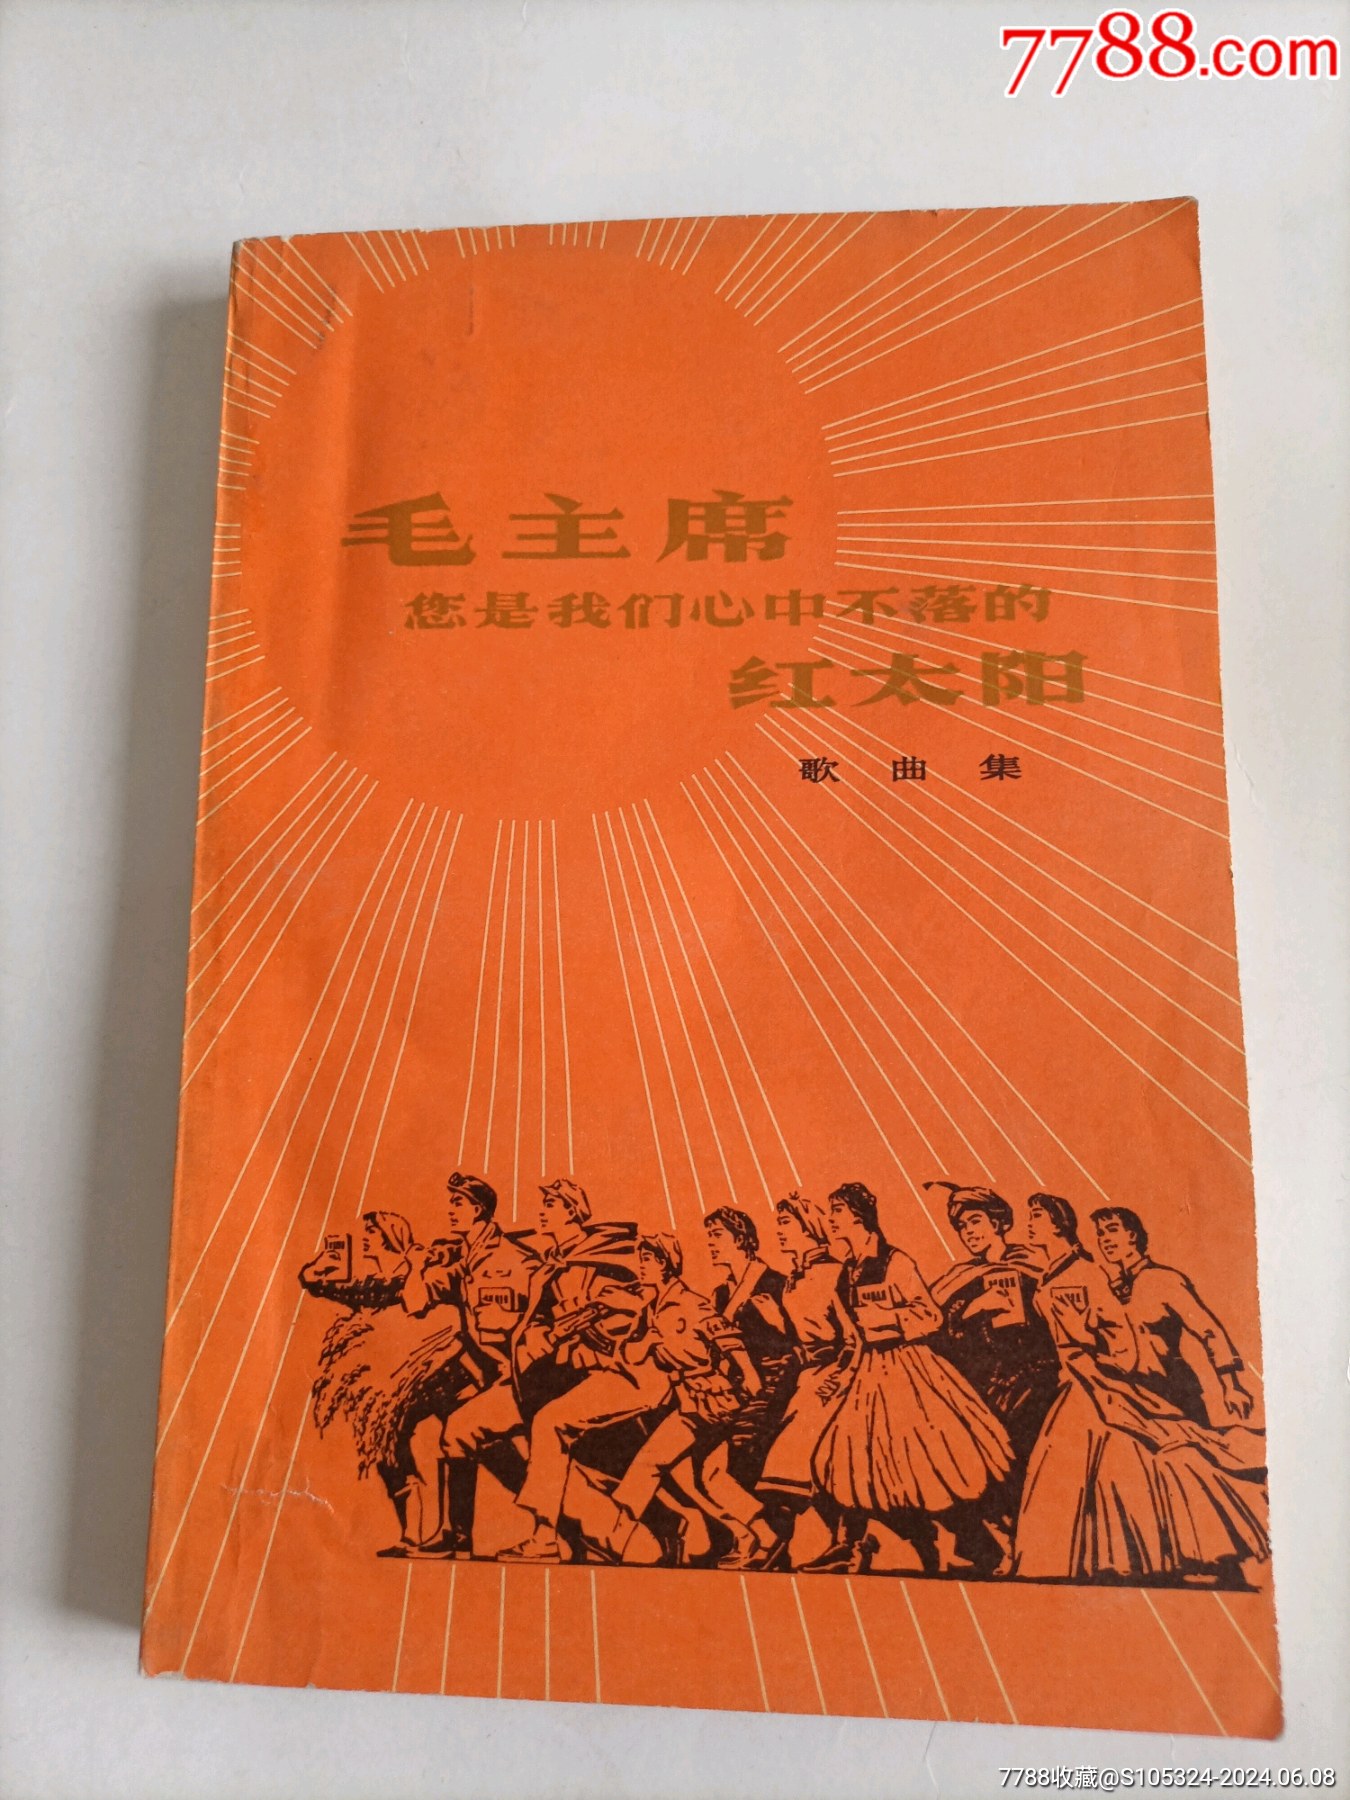 7788.com
毛主席
您是我们心中不落的
红太阳
歌曲集
7788收藏@S105324-2024.06.08